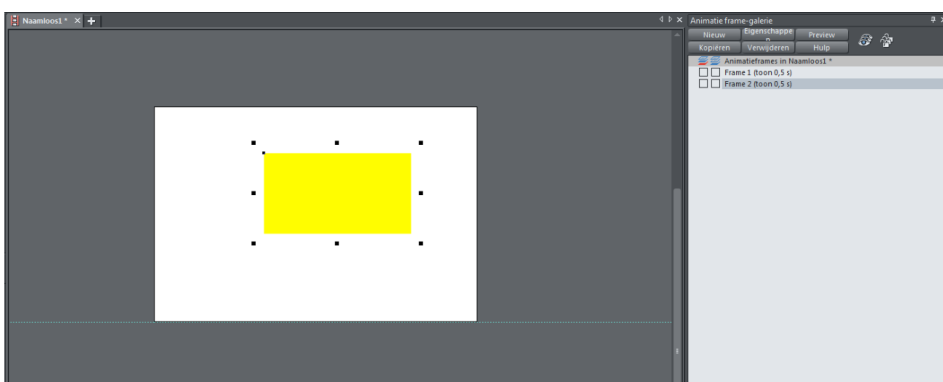 Naamloos1* × +
Animatie frame-galerie
Nieuw Eigenschappen Preview
Kopiëren Verwijderen Hulp
Animatieframes in Naamloos1 *
Frame 1 (toon 0,5 s)
Frame 2 (toon 0,5 s)